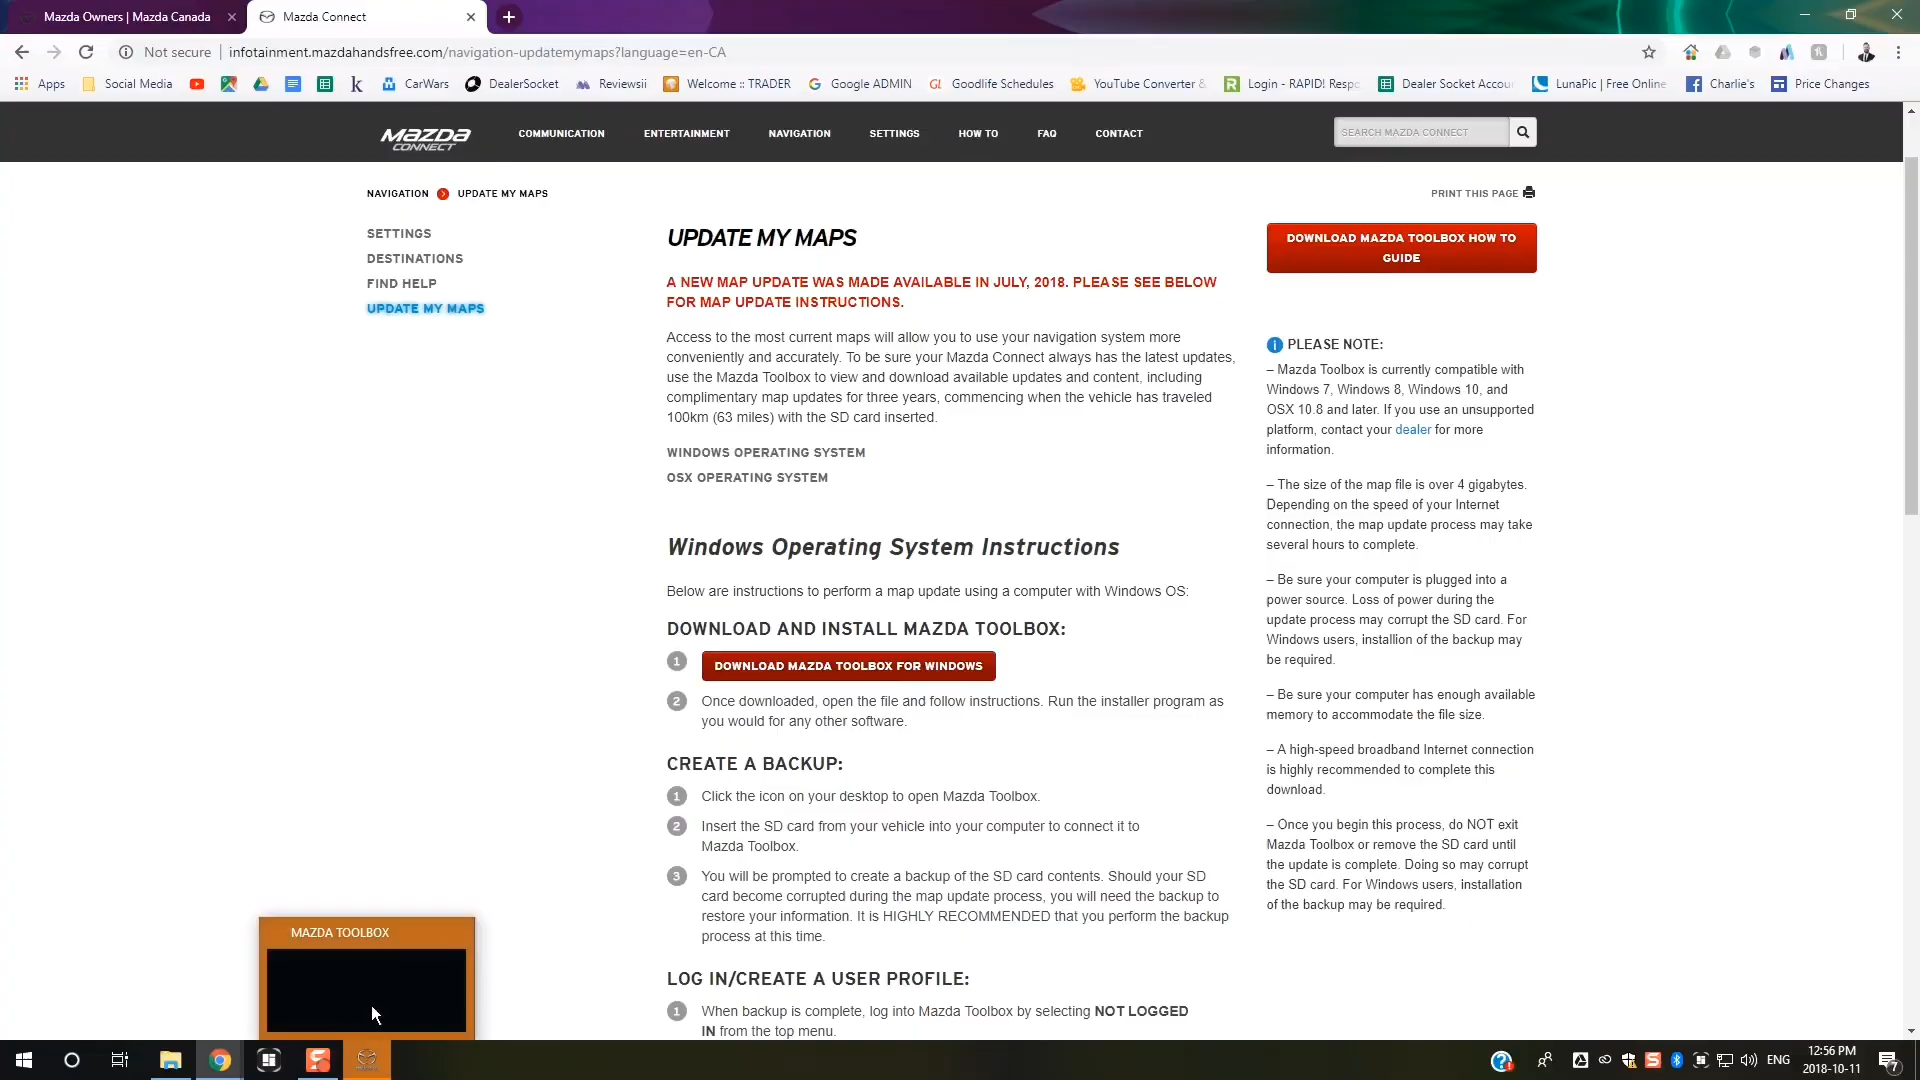 Mazda Owners | Mazda Canada
Mazda Connect
Not secure
infotainment.mazdahandsfree.com/navigation-updatemymaps?language=en-CA
Apps
Social Media
CarWars
DealerSocket
Reviewsii
Welcome :: TRADER
Google ADMIN
Goodlife Schedules
YouTube Converter &
Login - RAPID! Respo
Dealer Socket Accou
LunaPic | Free Online
Charlie's
Price Changes
MAZDA
CONNECT
COMMUNICATION
ENTERTAINMENT
NAVIGATION
SETTINGS
HOW TO
FAQ
CONTACT
SEARCH MAZDA CONNECT
NAVIGATION
UPDATE MY MAPS
PRINT THIS PAGE
SETTINGS
DESTINATIONS
FIND HELP
UPDATE MY MAPS
UPDATE MY MAPS
A NEW MAP UPDATE WAS MADE AVAILABLE IN JULY, 2018. PLEASE SEE BELOW
FOR MAP UPDATE INSTRUCTIONS.
Access to the most current maps will allow you to use your navigation system more
conveniently and accurately. To be sure your Mazda Connect always has the latest updates,
use the Mazda Toolbox to view and download available updates and content, including
complimentary map updates for three years, commencing when the vehicle has traveled
100km (63 miles) with the SD card inserted.
WINDOWS OPERATING SYSTEM
OSX OPERATING SYSTEM
Windows Operating System Instructions
Below are instructions to perform a map update using a computer with Windows OS:
DOWNLOAD AND INSTALL MAZDA TOOLBOX:
1 DOWNLOAD MAZDA TOOLBOX FOR WINDOWS
2 Once downloaded, open the file and follow instructions. Run the installer program as
you would for any other software.
CREATE A BACKUP:
1 Click the icon on your desktop to open Mazda Toolbox.
2 Insert the SD card from your vehicle into your computer to connect it to
Mazda Toolbox.
3 You will be prompted to create a backup of the SD card contents. Should your SD
card become corrupted during the map update process, you will need the backup to
restore your information. It is HIGHLY RECOMMENDED that you perform the backup
process at this time.
LOG IN/CREATE A USER PROFILE:
1 When backup is complete, log into Mazda Toolbox by selecting NOT LOGGED
IN from the top menu.
DOWNLOAD MAZDA TOOLBOX HOW TO
GUIDE
PLEASE NOTE:
– Mazda Toolbox is currently compatible with
Windows 7, Windows 8, Windows 10, and
OSX 10.8 and later. If you use an unsupported
platform, contact your dealer for more
information.
– The size of the map file is over 4 gigabytes.
Depending on the speed of your Internet
connection, the map update process may take
several hours to complete.
– Be sure your computer is plugged into a
power source. Loss of power during the
update process may corrupt the SD card. For
Windows users, installion of the backup may
be required.
– Be sure your computer has enough available
memory to accommodate the file size.
– A high-speed broadband Internet connection
is highly recommended to complete this
download.
– Once you begin this process, do NOT exit
Mazda Toolbox or remove the SD card until
the update is complete. Doing so may corrupt
the SD card. For Windows users, installation
of the backup may be required.
MAZDA TOOLBOX
ENG
12:56 PM
2018-10-11
7